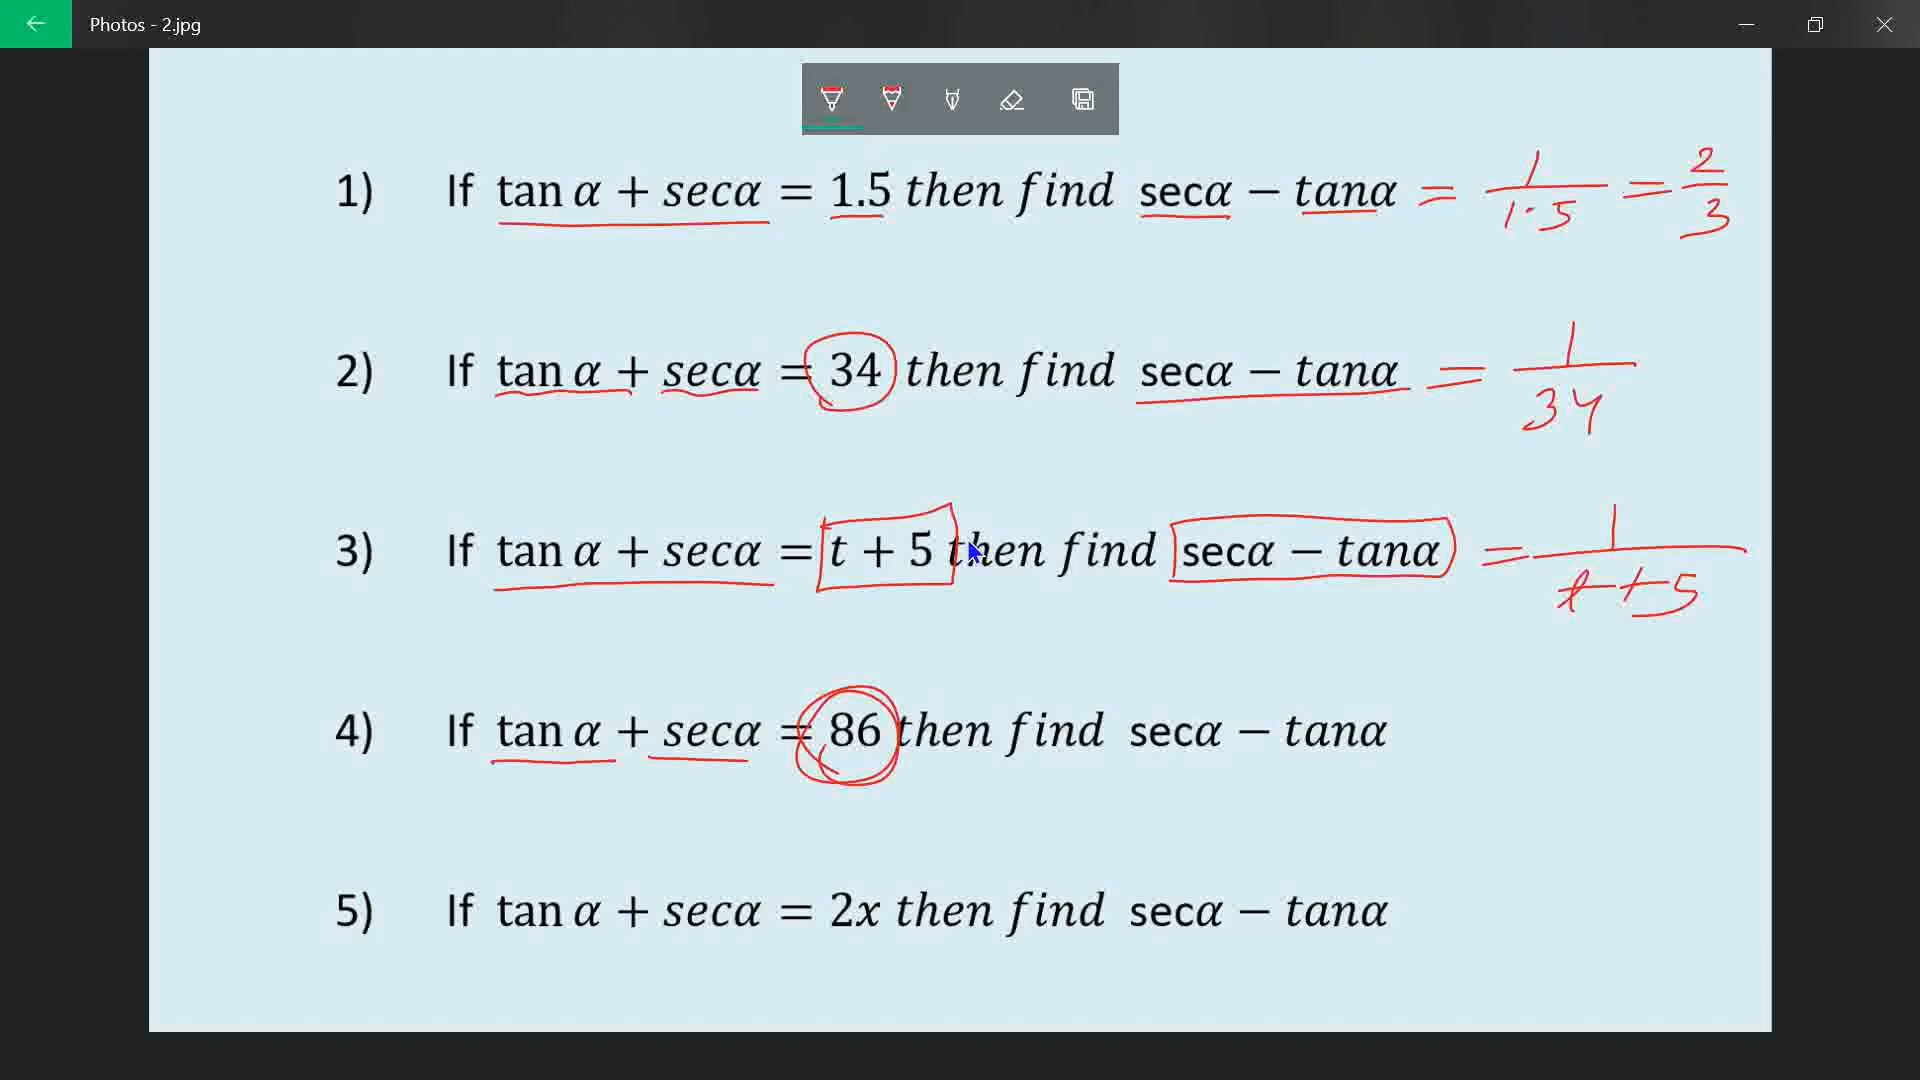 Photos - 2.jpg
1) If tan α + secα = 1.5 then find secα − tanα = 1/1.5 = 2/3
2) If tan α + secα = 34 then find secα − tanα = 1/34
3) If tan α + secα = t + 5 then find secα − tanα = 1/t+5
4) If tan α + secα = 86 then find secα − tanα
5) If tan α + secα = 2x then find secα − tanα